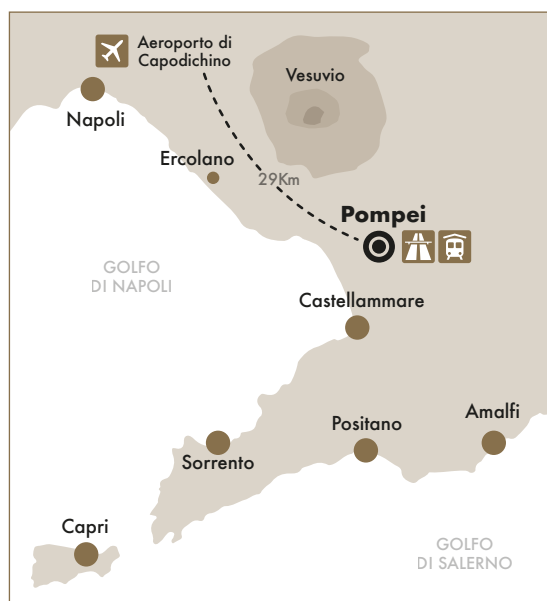 Aeroporto di
Capodichino
Vesuvio
Napoli
Ercolano
29Km
Pompei
GOLFO
DI NAPOLI
Castellammare
Positano
Amalfi
Sorrento
Capri
GOLFO
DI SALERNO